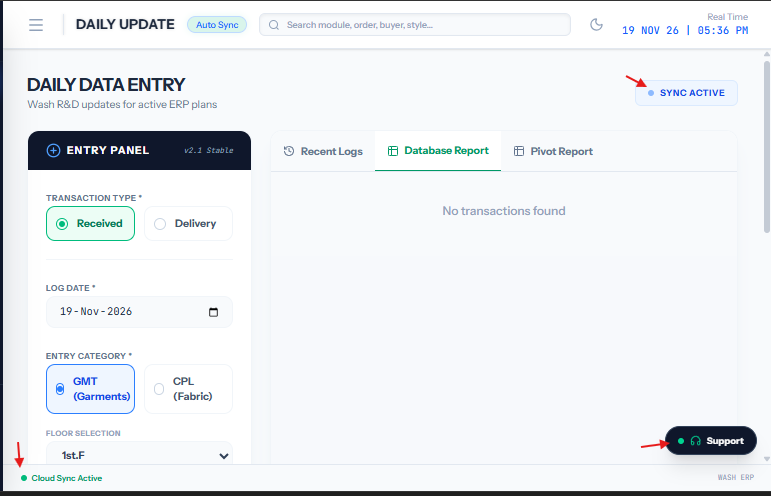 DAILY UPDATE
Auto Sync
Search module, order, buyer, style...
Real Time
19 NOV 26 | 05:36 PM
DAILY DATA ENTRY
Wash R&D updates for active ERP plans
SYNC ACTIVE
ENTRY PANEL
v2.1 Stable
Recent Logs
Database Report
Pivot Report
TRANSACTION TYPE *
Received
Delivery
No transactions found
LOG DATE *
19-Nov-2026
ENTRY CATEGORY *
GMT
(Garments)
CPL
(Fabric)
FLOOR SELECTION
1st.F
Support
Cloud Sync Active
WASH ERP